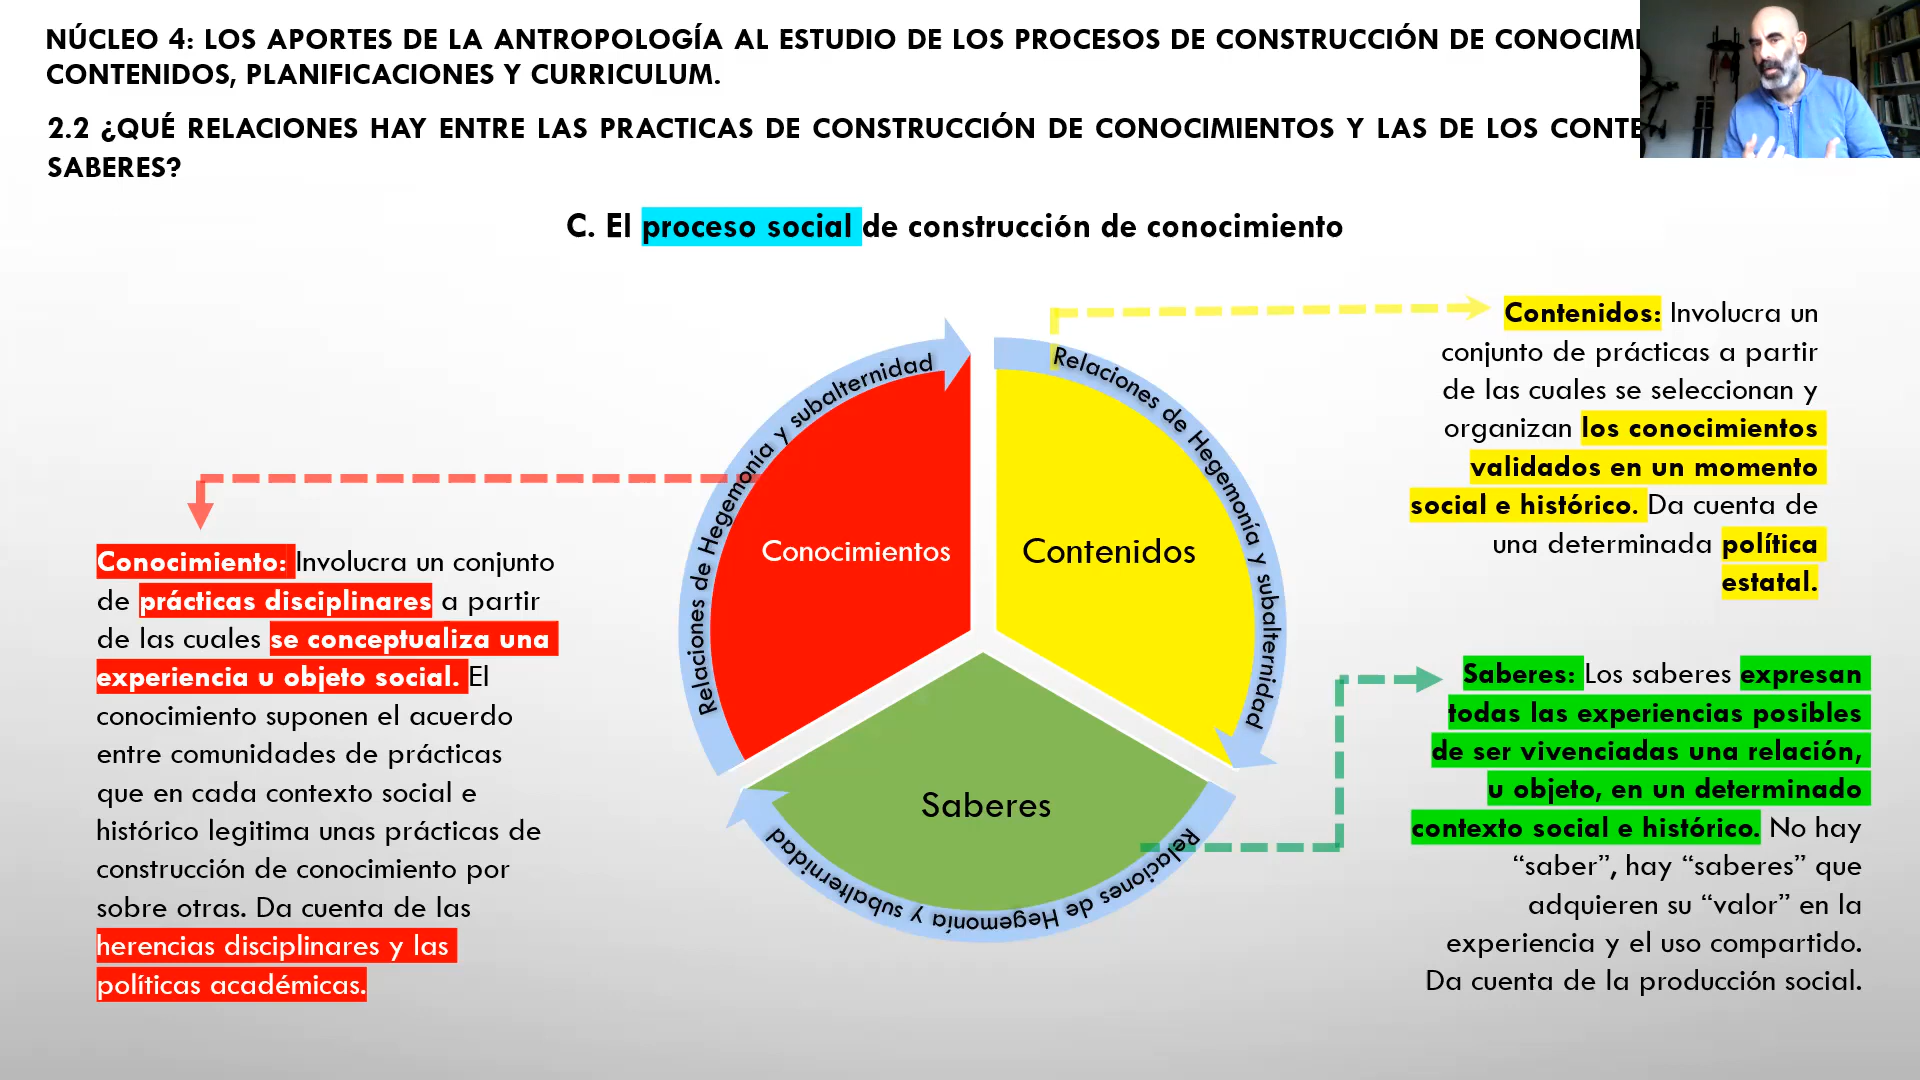 NÚCLEO 4: LOS APORTES DE LA ANTROPOLOGÍA AL ESTUDIO DE LOS PROCESOS DE CONSTRUCCIÓN DE
CONTENIDOS, PLANIFICACIONES Y CURRICULUM.
2.2 ¿QUÉ RELACIONES HAY ENTRE LAS PRACTICAS DE CONSTRUCCIÓN DE CONOCIMIENTOS Y LAS DE LOS
SABERES?
C. El proceso social de construcción de conocimiento
Relaciones de Hegemonía y subalternidad
Conocimientos
Relaciones de Hegemonía y subalternidad
Contenidos
Saberes
Relaciones de Hegemonía y subalternidad
Conocimiento: Involucra un conjunto
de prácticas disciplinares a partir
de las cuales se conceptualiza una
experiencia u objeto social. El
conocimiento suponen el acuerdo
entre comunidades de prácticas
que en cada contexto social e
histórico legitima unas prácticas de
construcción de conocimiento por
sobre otras. Da cuenta de las
herencias disciplinares y las
políticas académicas.
Contenidos: Involucra un
conjunto de prácticas a partir
de las cuales se seleccionan y
organizan los conocimientos
validados en un momento
social e histórico. Da cuenta de
una determinada política
estatal.
Saberes: Los saberes expresan
todas las experiencias posibles
de ser vivenciadas una relación,
u objeto, en un determinado
contexto social e histórico. No hay
“saber”, hay “saberes” que
adquieren su “valor” en la
experiencia y el uso compartido.
Da cuenta de la producción social.